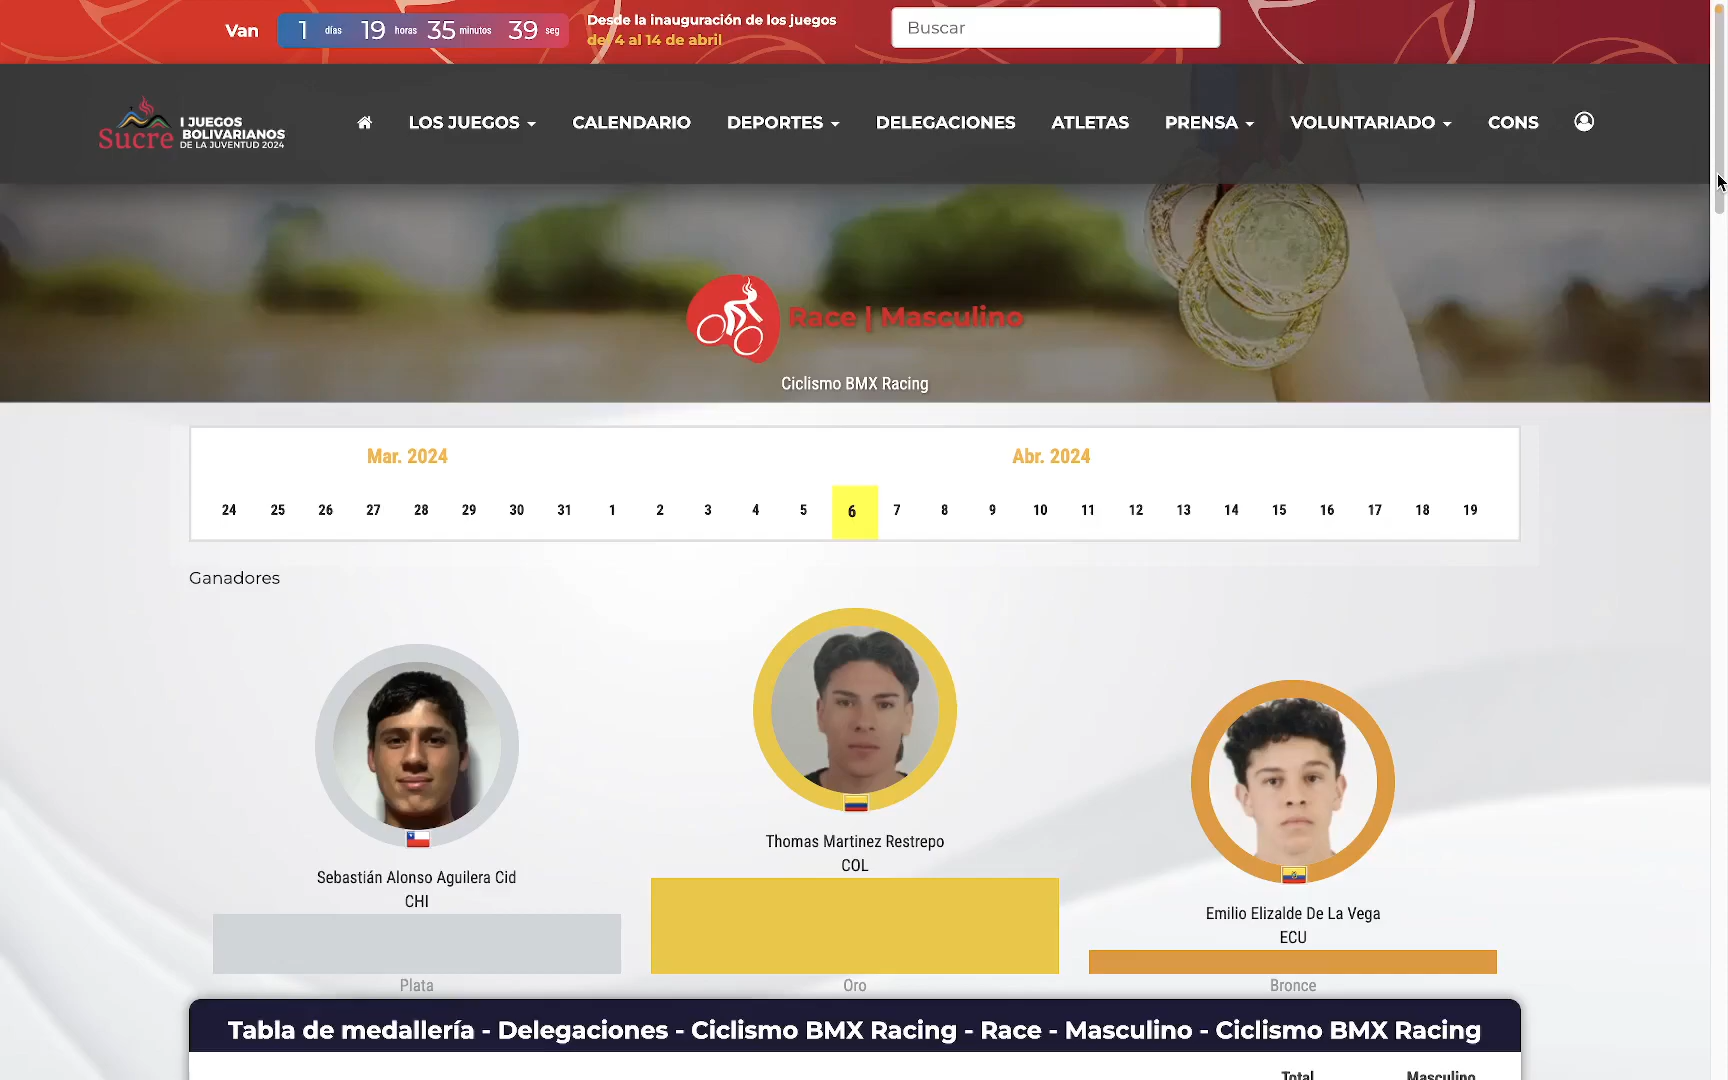 Van 1 días 19 horas 35 minutos 39 seg
Desde la inauguración de los juegos
del 4 al 14 de abril
Buscar
Sucre
I JUEGOS
BOLIVARIANOS
DE LA JUVENTUD 2024
LOS JUEGOS
CALENDARIO
DEPORTES
DELEGACIONES
ATLETAS
PRENSA
VOLUNTARIADO
CONS
Race | Masculino
Ciclismo BMX Racing
Mar. 2024 Abr. 2024
24 25 26 27 28 29 30 31 1 2 3 4 5 6 7 8 9 10 11 12 13 14 15 16 17 18 19
Ganadores
Sebastián Alonso Aguilera Cid
CHI
Plata
Thomas Martinez Restrepo
COL
Oro
Emilio Elizalde De La Vega
ECU
Bronce
Tabla de medallería - Delegaciones - Ciclismo BMX Racing - Race - Masculino - Ciclismo BMX Racing
Total Masculino